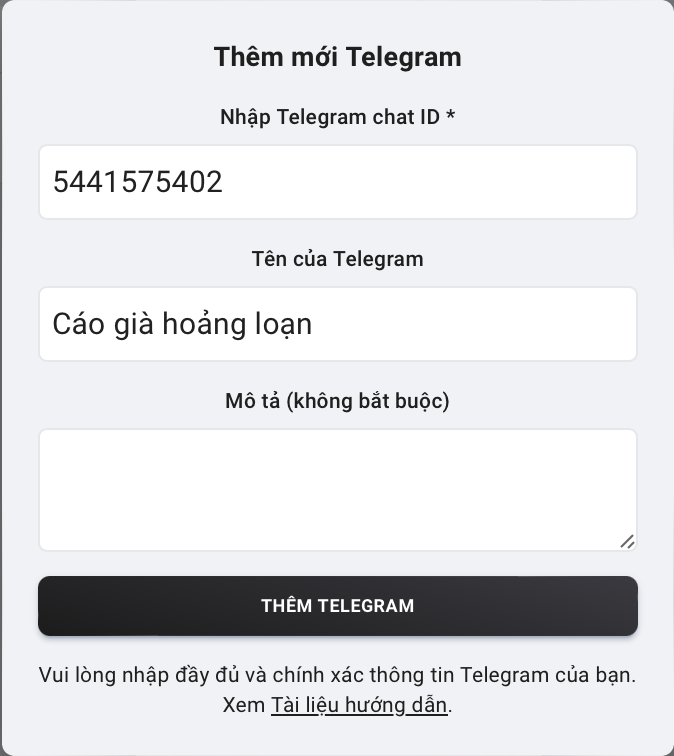 Thêm mới Telegram
Nhập Telegram chat ID *
5441575402
Tên của Telegram
Cáo già hoảng loạn
Mô tả (không bắt buộc)
THÊM TELEGRAM
Vui lòng nhập đầy đủ và chính xác thông tin Telegram của bạn.
Xem Tài liệu hướng dẫn.